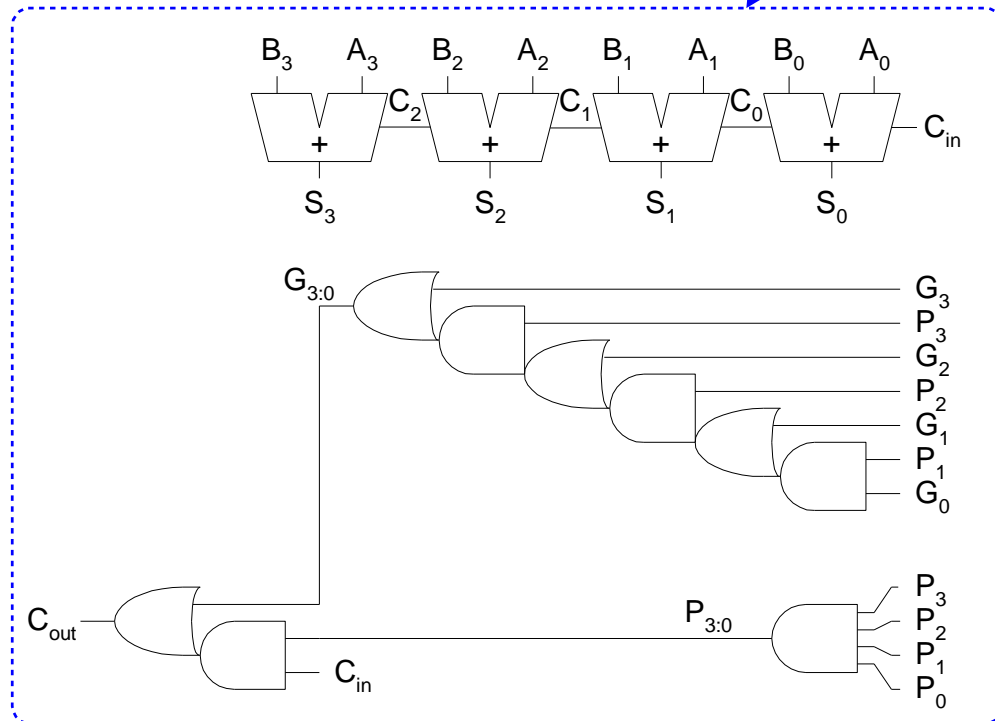 B3 A3 B2 A2 B1 A1 B0 A0
C2 C1 C0 Cin
+ + + +
S3 S2 S1 S0
G3:0
G3
P3
G2
P2
G1
P1
G0
P3
P3:0
P2
Cout
P1
Cin
P0